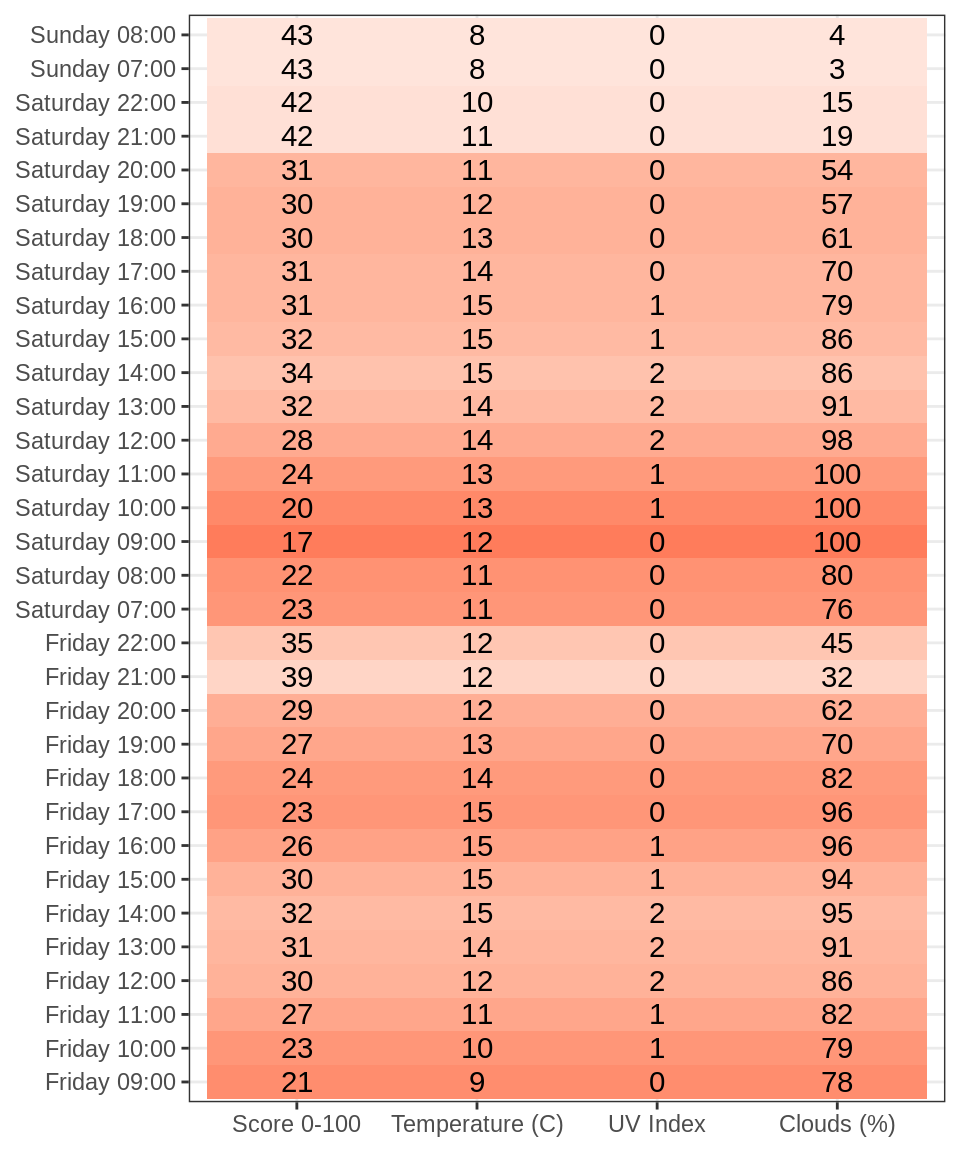 Sunday 08:00 43 8 0 4
Sunday 07:00 43 8 0 3
Saturday 22:00 42 10 0 15
Saturday 21:00 42 11 0 19
Saturday 20:00 31 11 0 54
Saturday 19:00 30 12 0 57
Saturday 18:00 30 13 0 61
Saturday 17:00 31 14 0 70
Saturday 16:00 31 15 1 79
Saturday 15:00 32 15 1 86
Saturday 14:00 34 15 2 86
Saturday 13:00 32 14 2 91
Saturday 12:00 28 14 2 98
Saturday 11:00 24 13 1 100
Saturday 10:00 20 13 1 100
Saturday 09:00 17 12 0 100
Saturday 08:00 22 11 0 80
Saturday 07:00 23 11 0 76
Friday 22:00 35 12 0 45
Friday 21:00 39 12 0 32
Friday 20:00 29 12 0 62
Friday 19:00 27 13 0 70
Friday 18:00 24 14 0 82
Friday 17:00 23 15 0 96
Friday 16:00 26 15 1 96
Friday 15:00 30 15 1 94
Friday 14:00 32 15 2 95
Friday 13:00 31 14 2 91
Friday 12:00 30 12 2 86
Friday 11:00 27 11 1 82
Friday 10:00 23 10 1 79
Friday 09:00 21 9 0 78
Score 0-100 Temperature (C) UV Index Clouds (%)